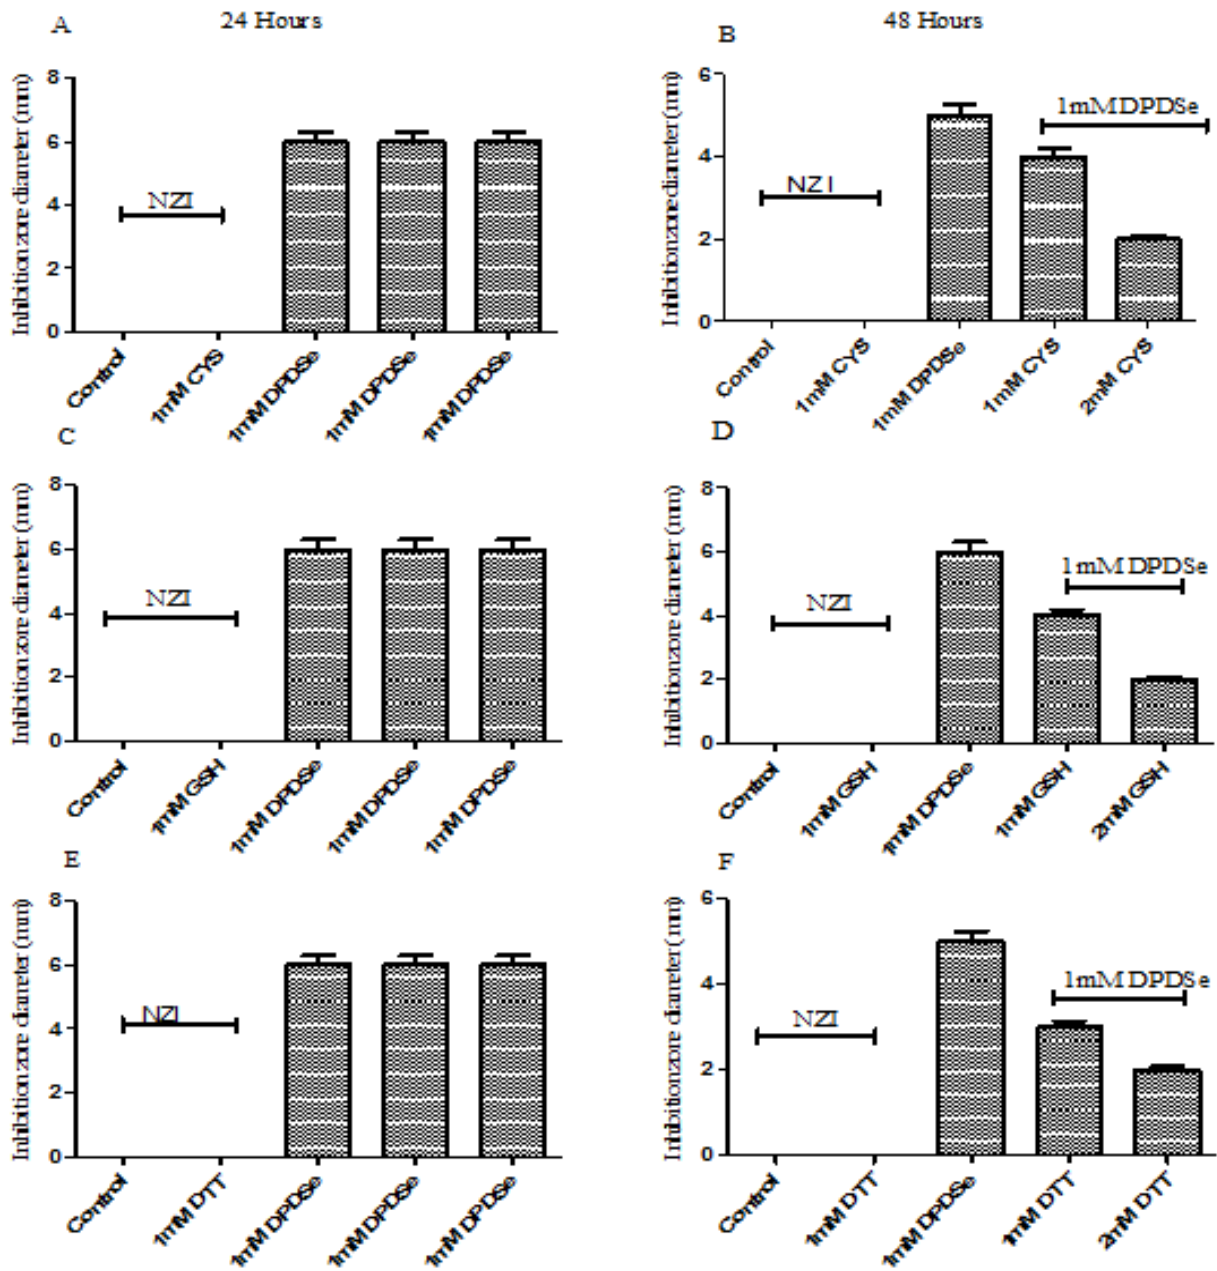 A 24 Hours
B 48 Hours
Inhibition zone diameter (mm)
8
6
4
2
0
NZI
Control
1mM CYS
1mM DPDSe
1mM DPDSe
1mM DPDSe
Inhibition zone diameter (mm)
6
4
2
0
NZI
1mM DPDSe
Control
1mM CYS
1mM DPDSe
1mM CYS
2mM CYS
C
Inhibition zone diameter (mm)
8
6
4
2
0
NZI
Control
1mM GSH
1mM DPDSe
1mM DPDSe
1mM DPDSe
D
Inhibition zone diameter (mm)
8
6
4
2
0
NZI
1mM DPDSe
Control
1mM GSH
1mM DPDSe
1mM GSH
2mM GSH
E
Inhibition zone diameter (mm)
8
6
4
2
0
NZI
Control
1mM DTT
1mM DPDSe
1mM DPDSe
1mM DPDSe
F
Inhibition zone diameter (mm)
6
4
2
0
NZI
1mM DPDSe
Control
1mM DTT
1mM DPDSe
1mM DTT
2mM DTT